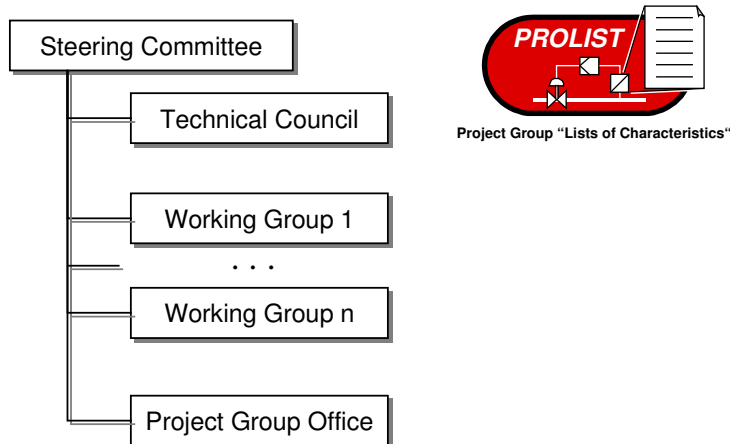 Steering Committee
Technical Council
Working Group 1
. . .
Working Group n
Project Group Office
PROLIST
Project Group “Lists of Characteristics“